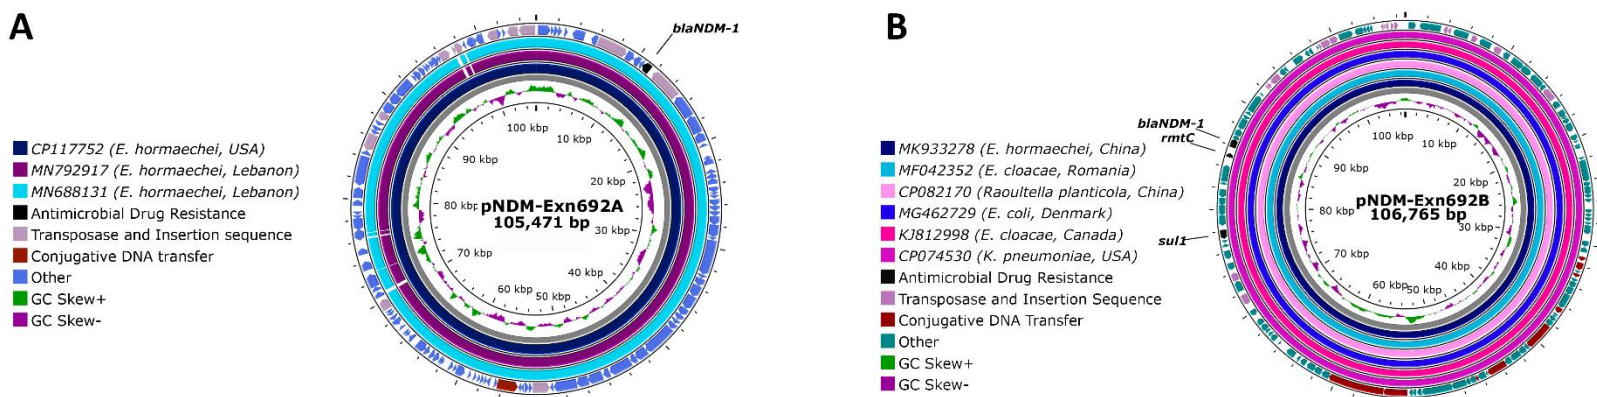 A
blaNDM-1
CP117752 (E. hormaechei, USA)
MN792917 (E. hormaechei, Lebanon)
MN688131 (E. hormaechei, Lebanon)
Antimicrobial Drug Resistance
Transposase and Insertion sequence
Conjugative DNA transfer
Other
GC Skew+
GC Skew-
100 kbp
10 kbp
90 kbp
20 kbp
80 kbp
pNDM-Exn692A
105,471 bp
30 kbp
70 kbp
40 kbp
60 kbp
50 kbp
B
blaNDM-1
rmtC
sul1
MK933278 (E. hormaechei, China)
MF042352 (E. cloacae, Romania)
CP082170 (Raoultella planticola, China)
MG462729 (E. coli, Denmark)
KJ812998 (E. cloacae, Canada)
CP074530 (K. pneumoniae, USA)
Antimicrobial Drug Resistance
Transposase and Insertion Sequence
Conjugative DNA Transfer
Other
GC Skew+
GC Skew-
100 kbp
10 kbp
90 kbp
20 kbp
80 kbp
pNDM-Exn692B
106,765 bp
30 kbp
70 kbp
40 kbp
60 kbp
50 kbp